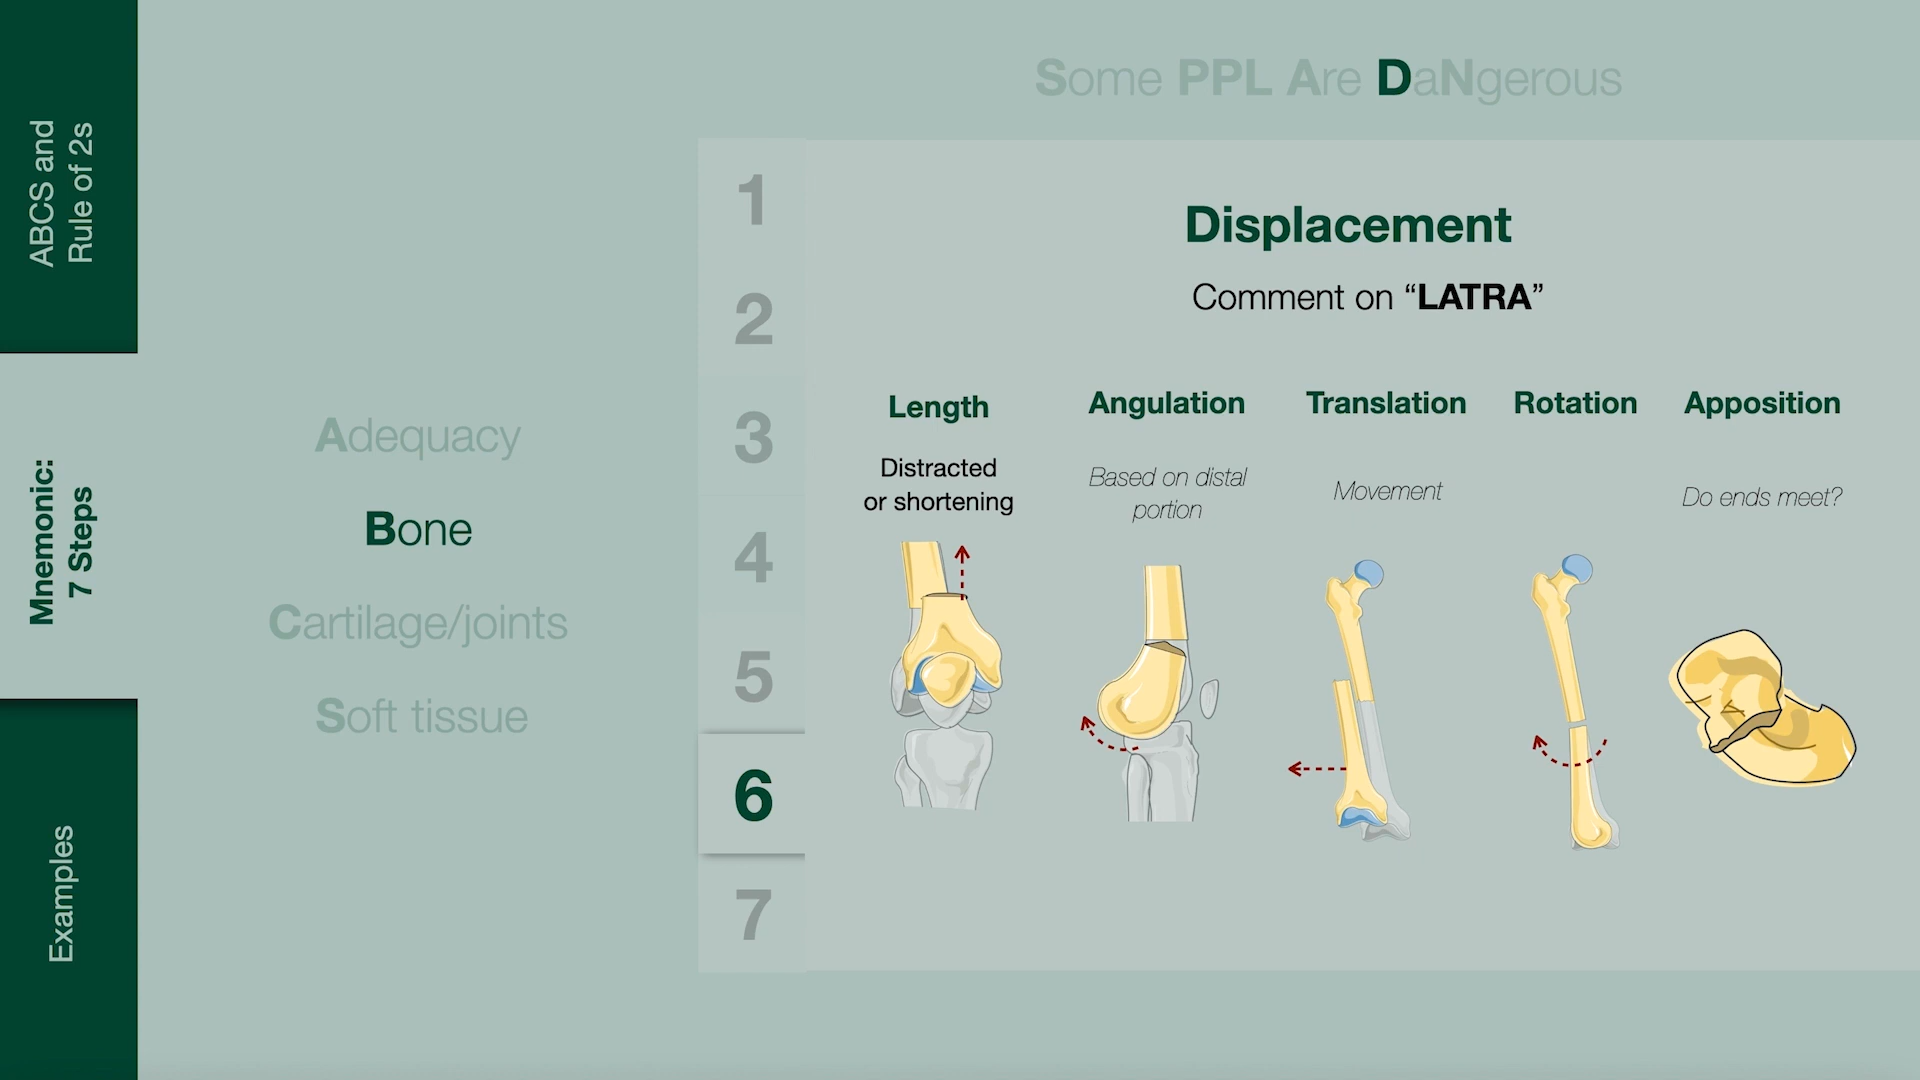 ABCS and
Rule of 2s
Mnemonic:
7 Steps
Examples
Adequacy
Bone
Cartilage/joints
Soft tissue
Some PPL Are DaNgerous
1
2
3
4
5
6
7
Displacement
Comment on “LATRA”
Length
Distracted
or shortening
Angulation
Based on distal
portion
Translation
Movement
Rotation
Apposition
Do ends meet?